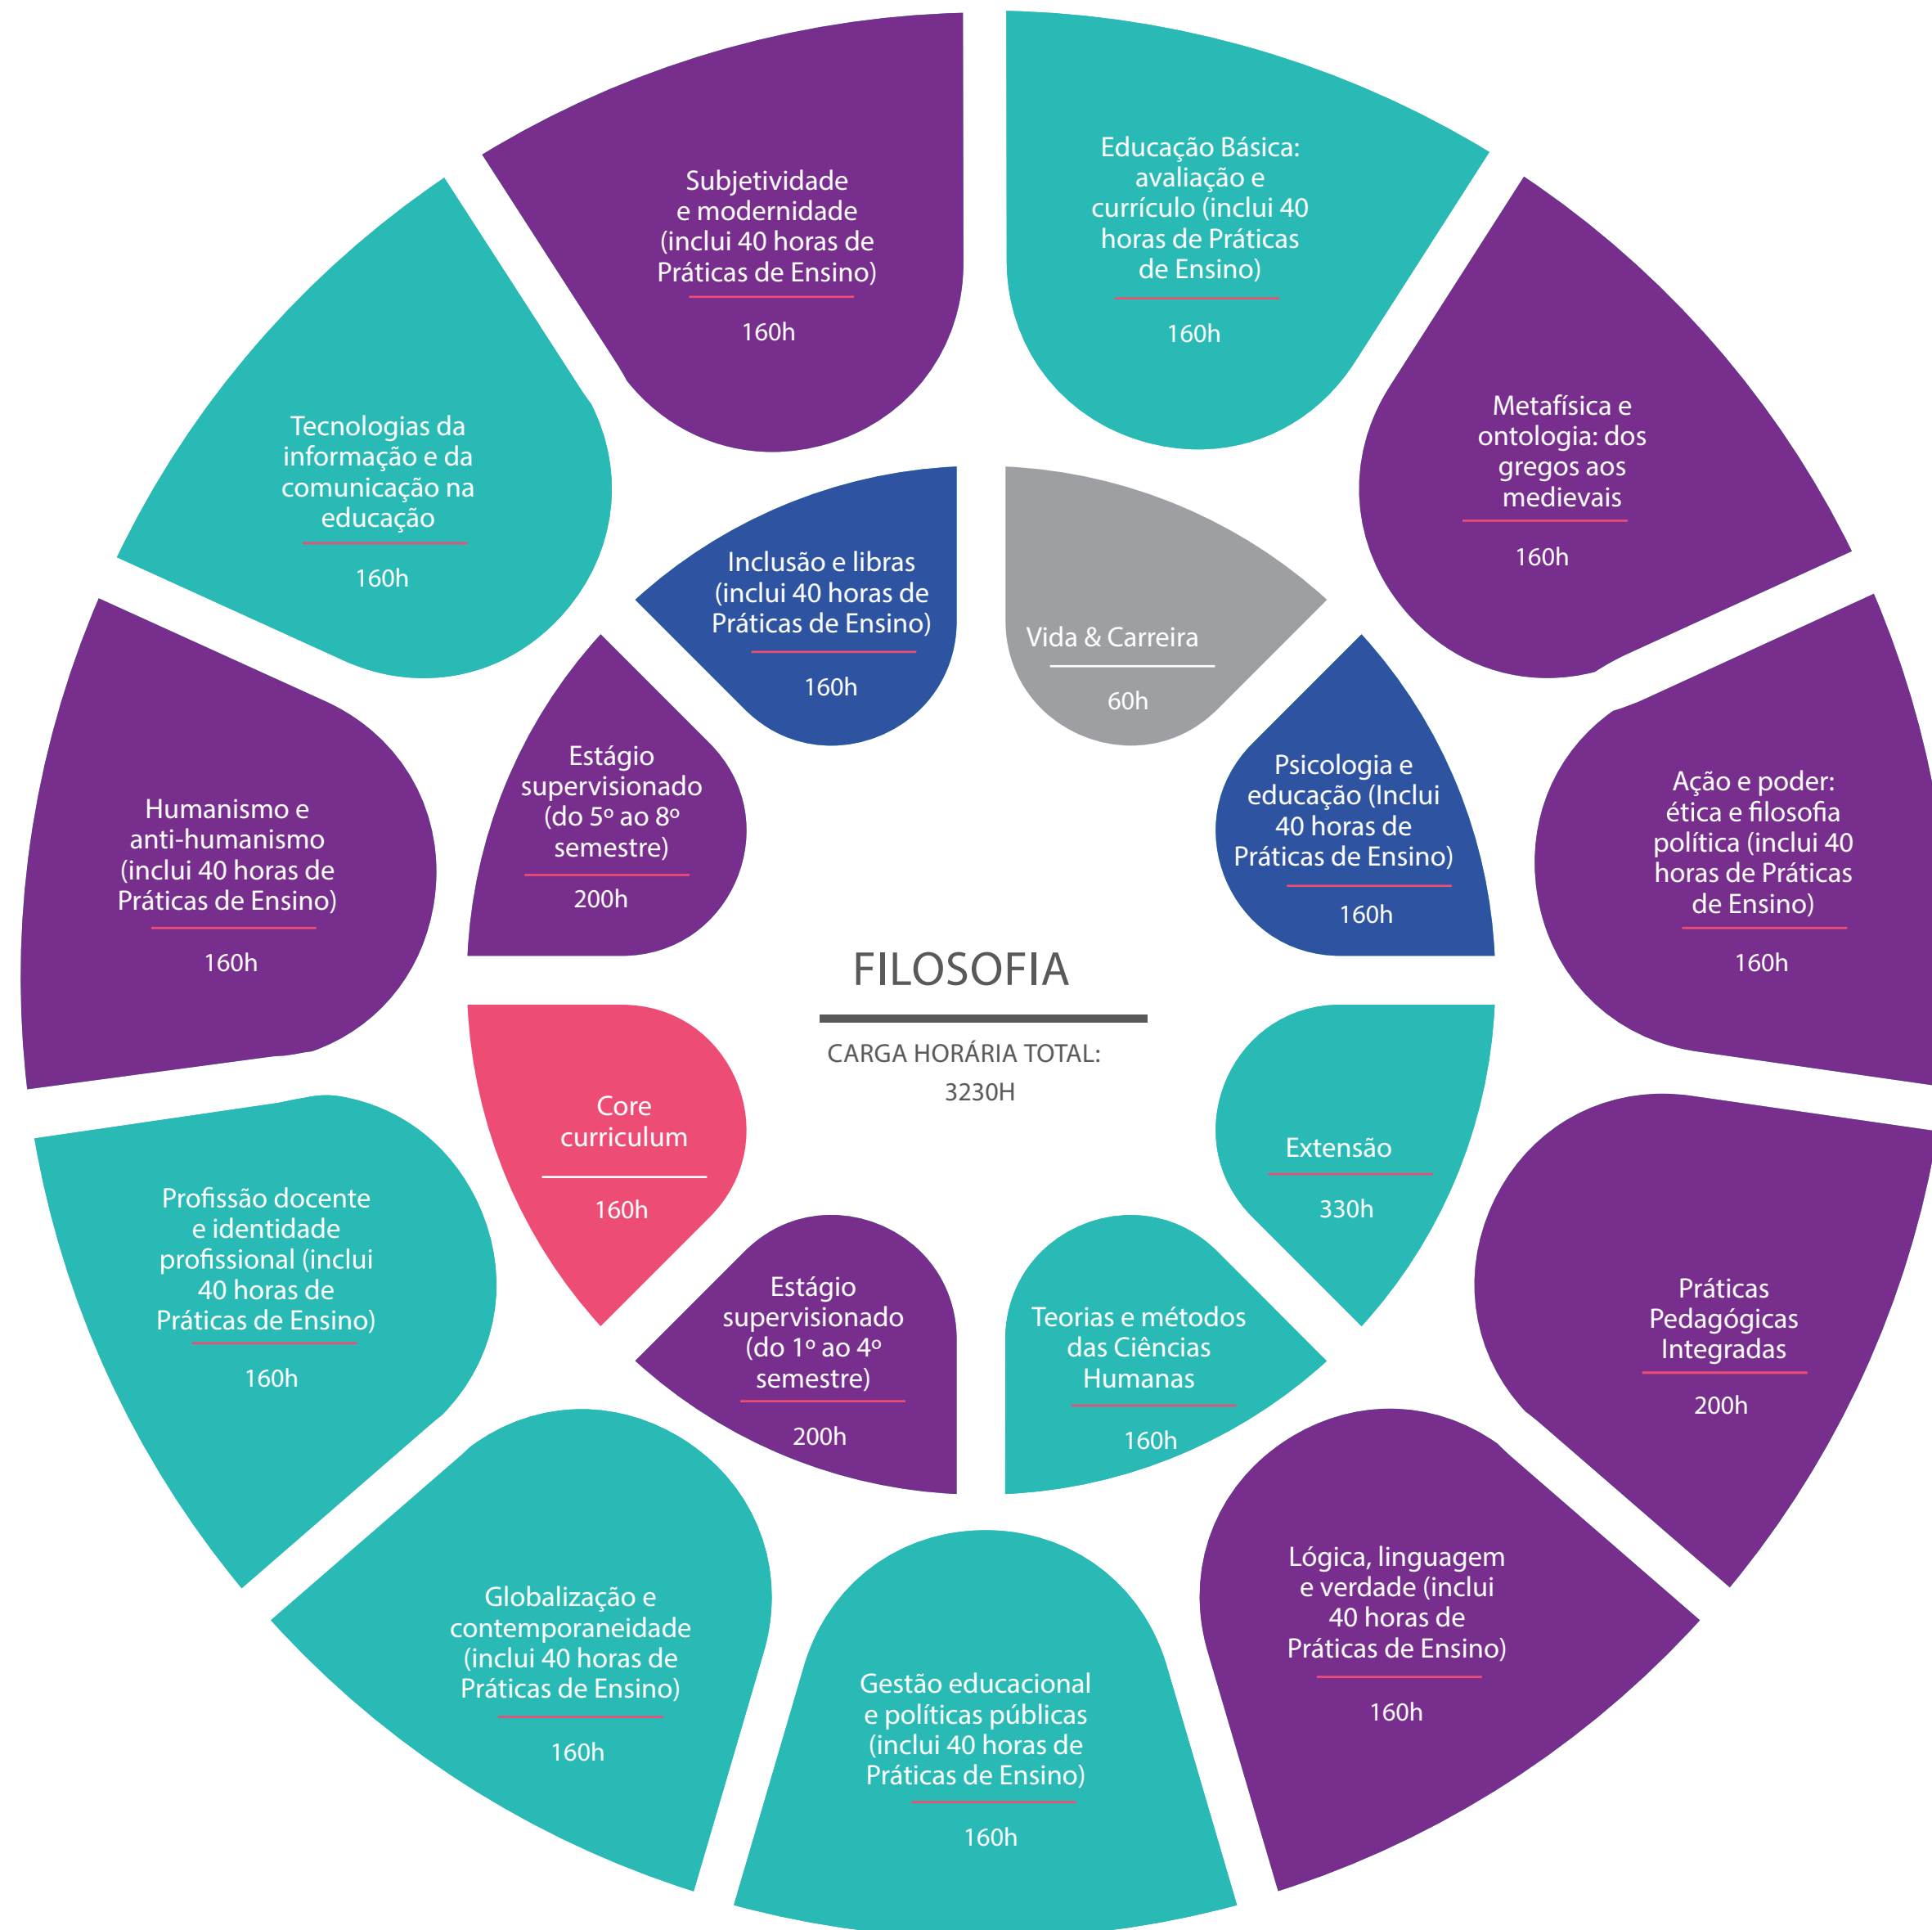 Subjetividade
e modernidade
(inclui 40 horas de
Práticas de Ensino)
160h
Educação Básica:
avaliação e
currículo (inclui 40
horas de Práticas
de Ensino)
160h
Metafísica e
ontologia: dos
gregos aos
medievais
160h
Ação e poder:
ética e filosofia
política (inclui 40
horas de Práticas
de Ensino)
160h
Práticas
Pedagógicas
Integradas
200h
Lógica, linguagem
e verdade (inclui
40 horas de
Práticas de Ensino)
160h
Gestão educacional
e políticas públicas
(inclui 40 horas de
Práticas de Ensino)
160h
Globalização e
contemporaneidade
(inclui 40 horas de
Práticas de Ensino)
160h
Profissão docente
e identidade
profissional (inclui
40 horas de
Práticas de Ensino)
160h
Humanismo e
anti-humanismo
(inclui 40 horas de
Práticas de Ensino)
160h
Tecnologias da
informação e da
comunicação na
educação
160h
Inclusão e libras
(inclui 40 horas de
Práticas de Ensino)
160h
Vida & Carreira
60h
Psicologia e
educação (Inclui
40 horas de
Práticas de Ensino)
160h
Extensão
330h
Teorias e métodos
das Ciências
Humanas
160h
Estágio
supervisionado
(do 1º ao 4º
semestre)
200h
Core
curriculum
160h
Estágio
supervisionado
(do 5º ao 8º
semestre)
200h
FILOSOFIA
CARGA HORÁRIA TOTAL:
3230H